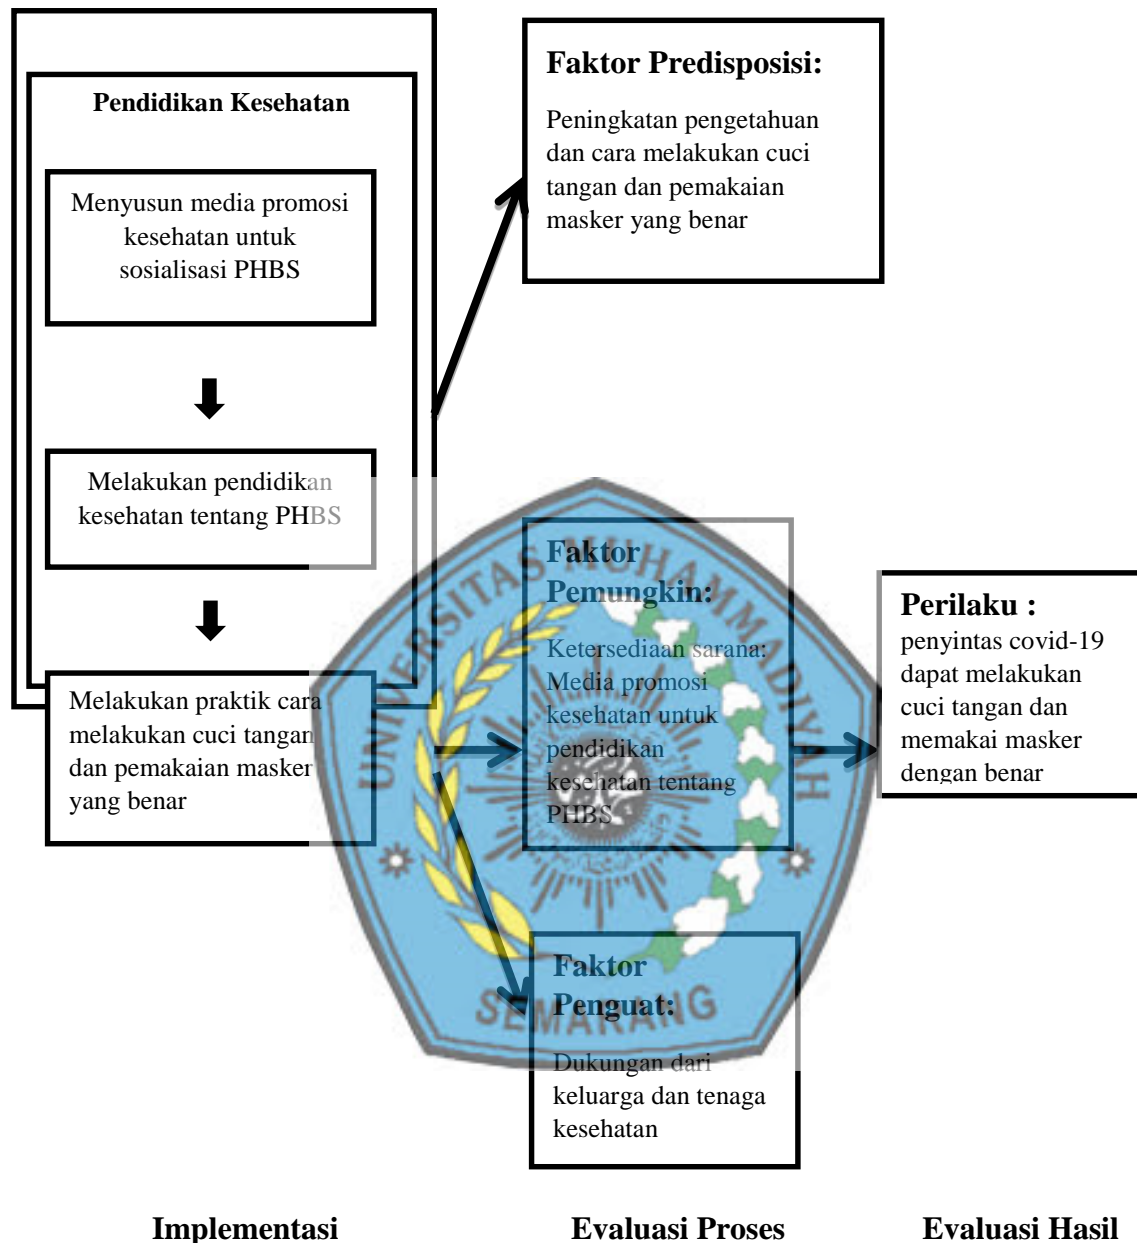 Pendidikan Kesehatan
Menyusun media promosi
kesehatan untuk
sosialisasi PHBS
Melakukan pendidikan
kesehatan tentang PHBS
Melakukan praktik cara
melakukan cuci tangan
dan pemakaian masker
yang benar
Faktor Predisposisi:
Peningkatan pengetahuan
dan cara melakukan cuci
tangan dan pemakaian
masker yang benar
Faktor
Pemungkin:
Ketersediaan sarana:
Media promosi
kesehatan untuk
pendidikan
kesehatan tentang
PHBS
Faktor
Penguat:
Dukungan dari
keluarga dan tenaga
kesehatan
Perilaku :
penyintas covid-19
dapat melakukan
cuci tangan dan
memakai masker
dengan benar
UNIVERSITAS MUHAMMADIYAH
SEMARANG
Implementasi
Evaluasi Proses
Evaluasi Hasil